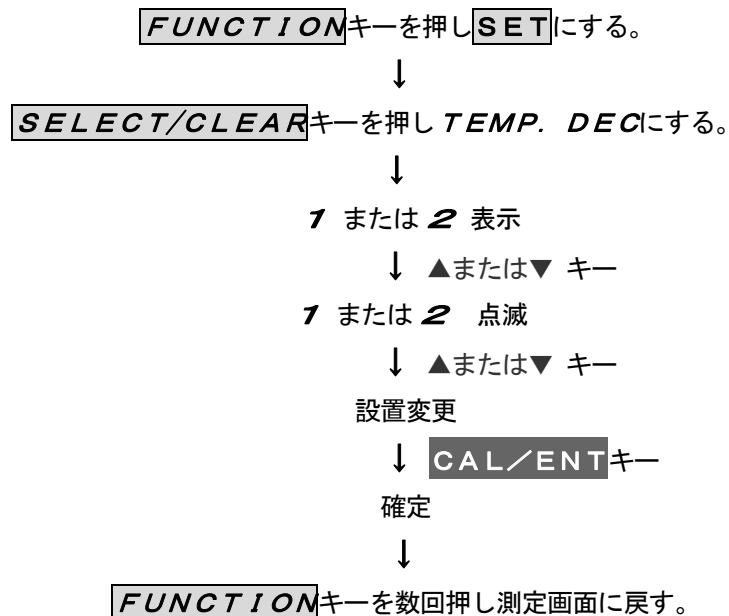 FUNCTIONキーを押しSETにする。
↓
SELECT/CLEARキーを押しTEMP. DECにする。
↓
1 または 2 表示
↓ ▲または▼ キー
1 または 2 点滅
↓ ▲または▼ キー
設置変更
↓ CAL/ENTキー
確定
↓
FUNCTIONキーを数回押し測定画面に戻す。